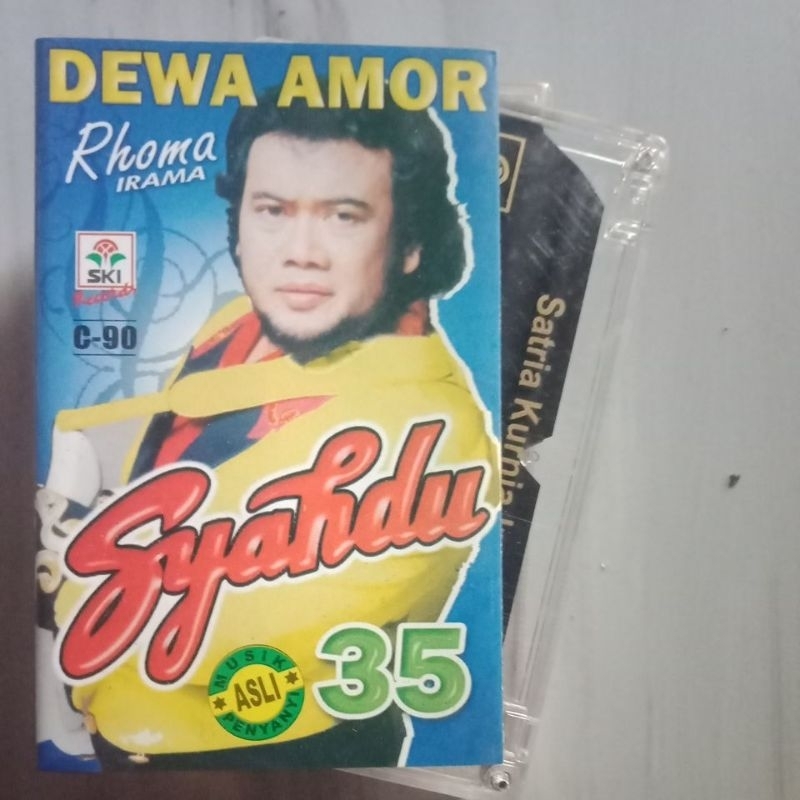 DEWA AMOR
Rhoma
IRAMA
SKI
C-90
Syahdu
35
MUSIK
ASLI
PENYANYI
Satria Kurnia